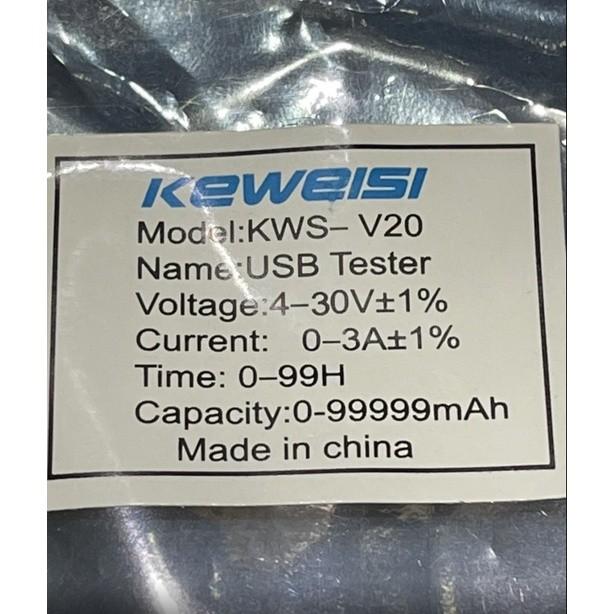 KEWEISI
Model:KWS– V20
Name:USB Tester
Voltage:4–30V±1%
Current: 0–3A±1%
Time: 0–99H
Capacity:0-99999mAh
Made in china